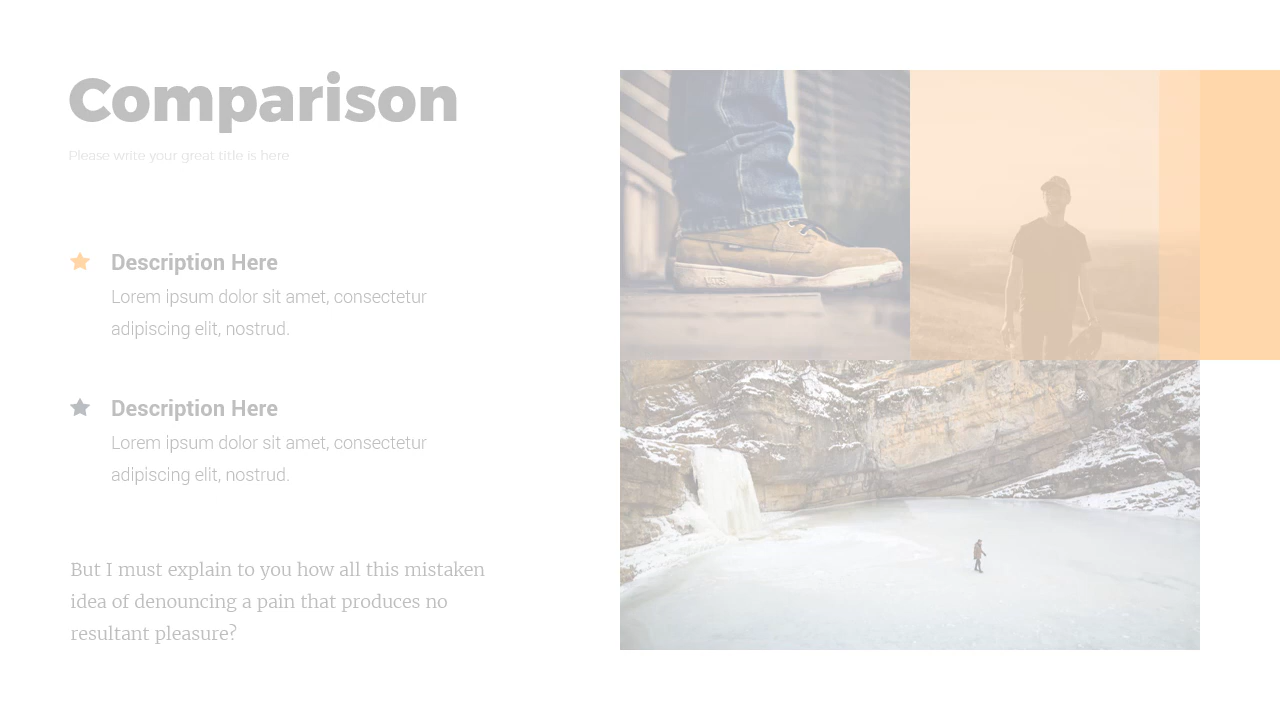 Comparison
Please write your great title is here
Description Here
Lorem ipsum dolor sit amet, consectetur
adipiscing elit, nostrud.
Description Here
Lorem ipsum dolor sit amet, consectetur
adipiscing elit, nostrud.
But I must explain to you how all this mistaken
idea of denouncing a pain that produces no
resultant pleasure?